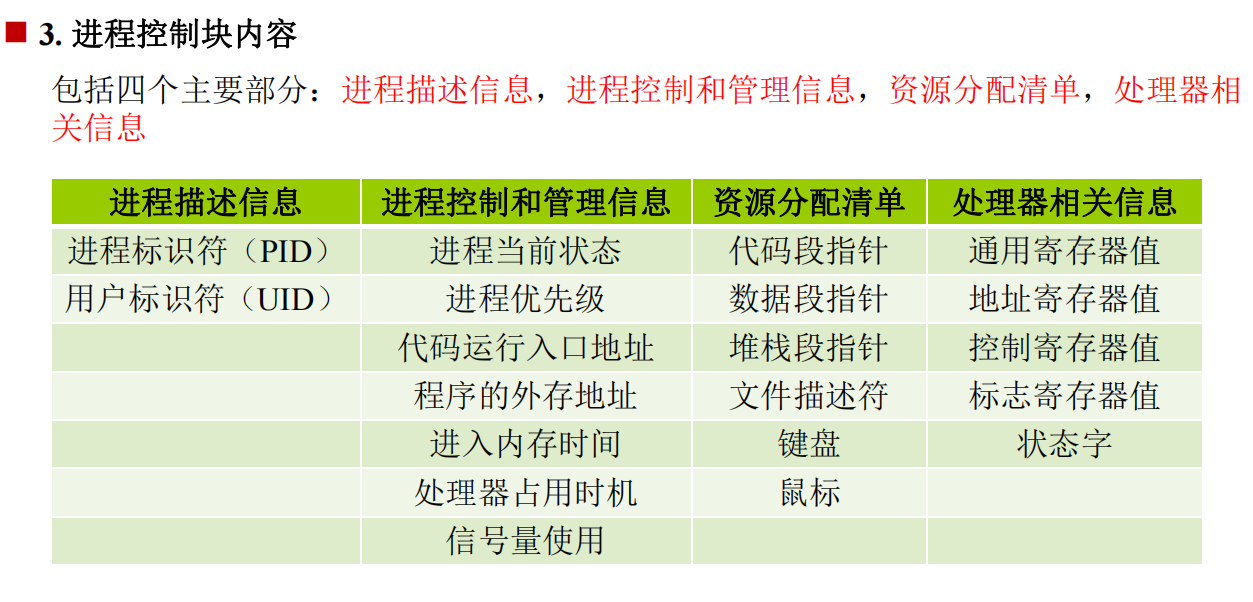 3. 进程控制块内容
包括四个主要部分：进程描述信息，进程控制和管理信息，资源分配清单，处理器相
关信息
进程描述信息 进程控制和管理信息 资源分配清单 处理器相关信息
进程标识符（PID） 进程当前状态 代码段指针 通用寄存器值
用户标识符（UID） 进程优先级 数据段指针 地址寄存器值
代码运行入口地址 堆栈段指针 控制寄存器值
程序的外存地址 文件描述符 标志寄存器值
进入内存时间 键盘 状态字
处理器占用时机 鼠标
信号量使用